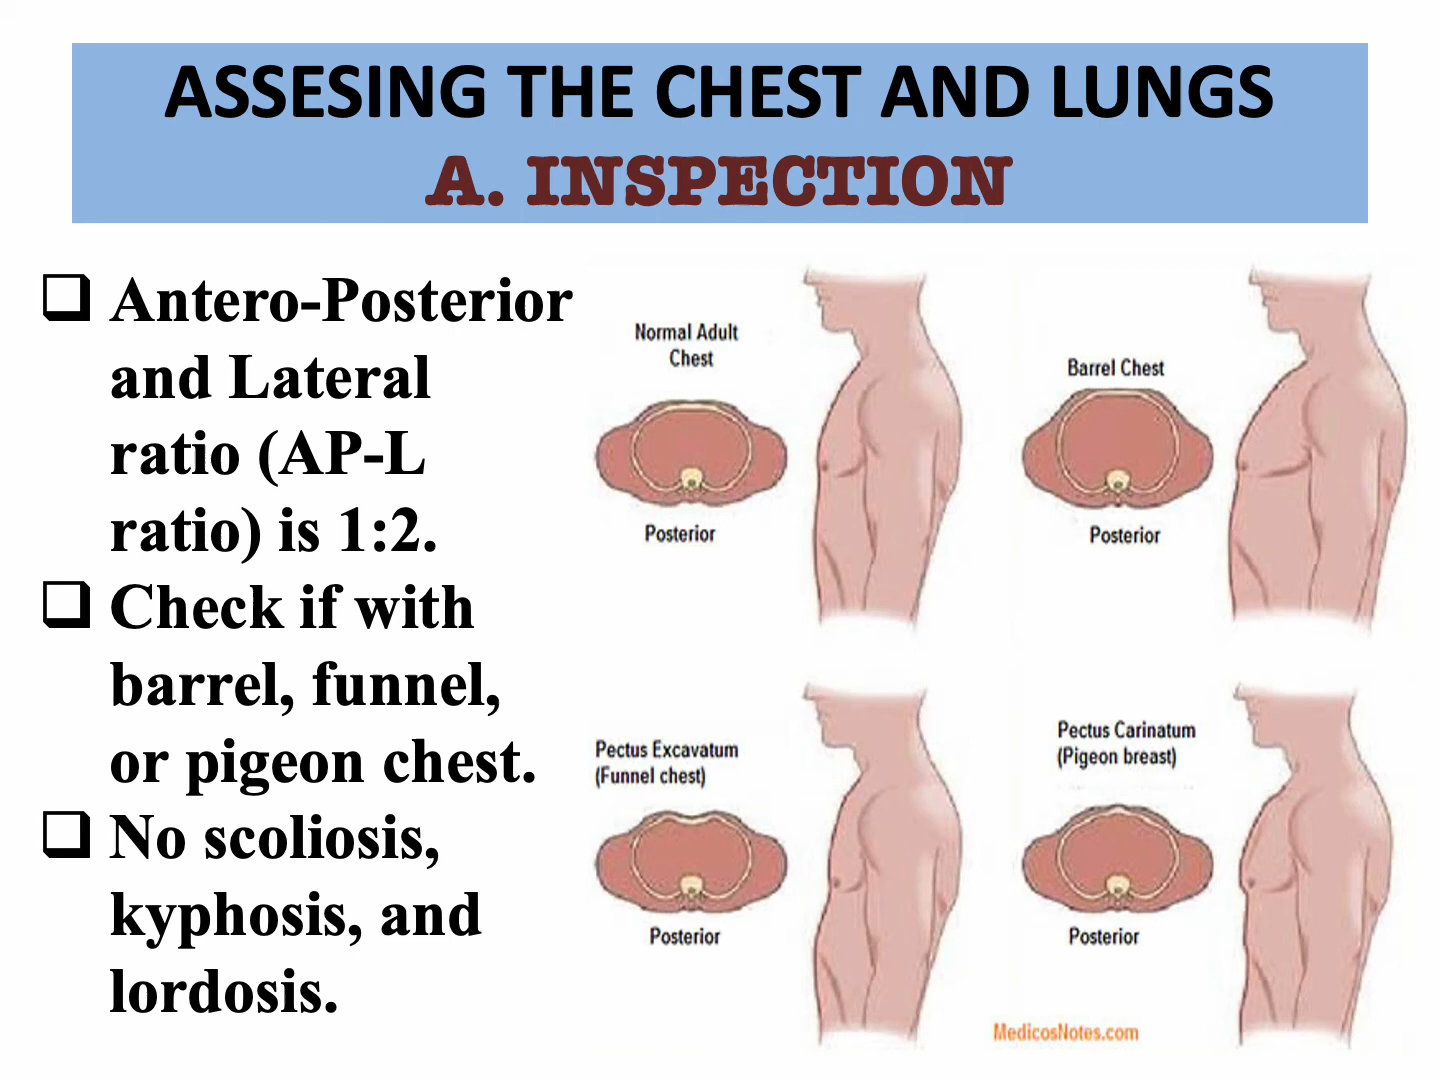 ASSESING THE CHEST AND LUNGS
A. INSPECTION
Antero-Posterior
and Lateral
ratio (AP-L
ratio) is 1:2.
Check if with
barrel, funnel,
or pigeon chest.
No scoliosis,
kyphosis, and
lordosis.
Normal Adult
Chest
Posterior
Barrel Chest
Posterior
Pectus Excavatum
(Funnel chest)
Posterior
Pectus Carinatum
(Pigeon breast)
Posterior
MedicosNotes.com